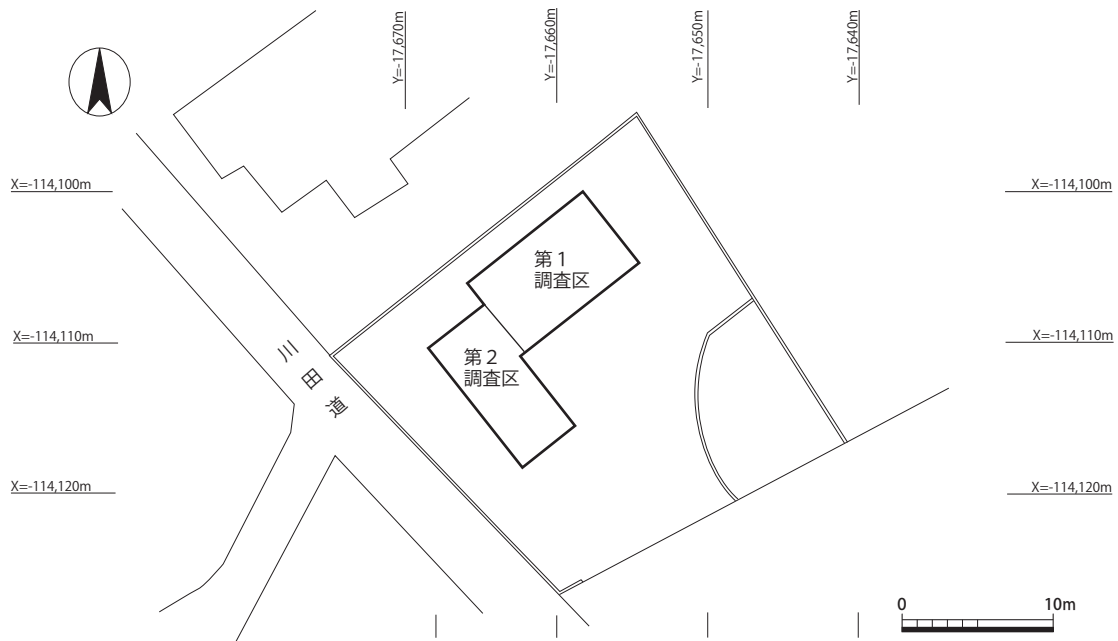 Y=-17,670m
Y=-17,660m
Y=-17,650m
Y=-17,640m
X=-114,100m
X=-114,100m
第1
調査区
X=-114,110m
X=-114,110m
第2
調査区
川田道
X=-114,120m
X=-114,120m
0
10m